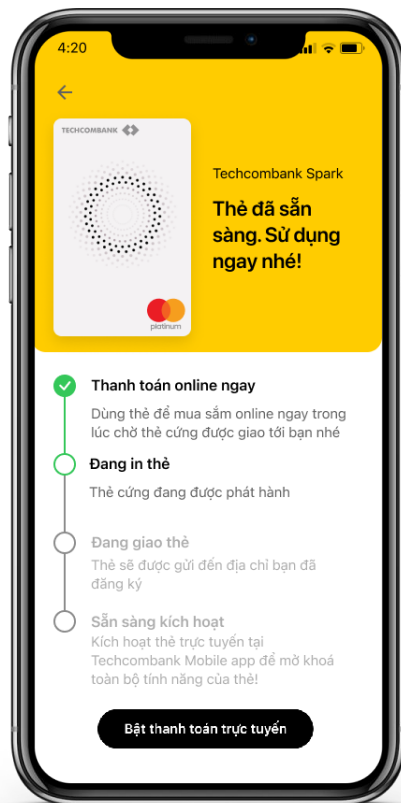 4:20
TECHCOMBANK
platinum
Techcombank Spark
Thẻ đã sẵn
sàng. Sử dụng
ngay nhé!
Thanh toán online ngay
Dùng thẻ để mua sắm online ngay trong
lúc chờ thẻ cứng được giao tới bạn nhé
Đang in thẻ
Thẻ cứng đang được phát hành
Đang giao thẻ
Thẻ sẽ được gửi đến địa chỉ bạn đã
đăng ký
Sẵn sàng kích hoạt
Kích hoạt thẻ trực tuyến tại
Techcombank Mobile app để mở khoá
toàn bộ tính năng của thẻ!
Bật thanh toán trực tuyến